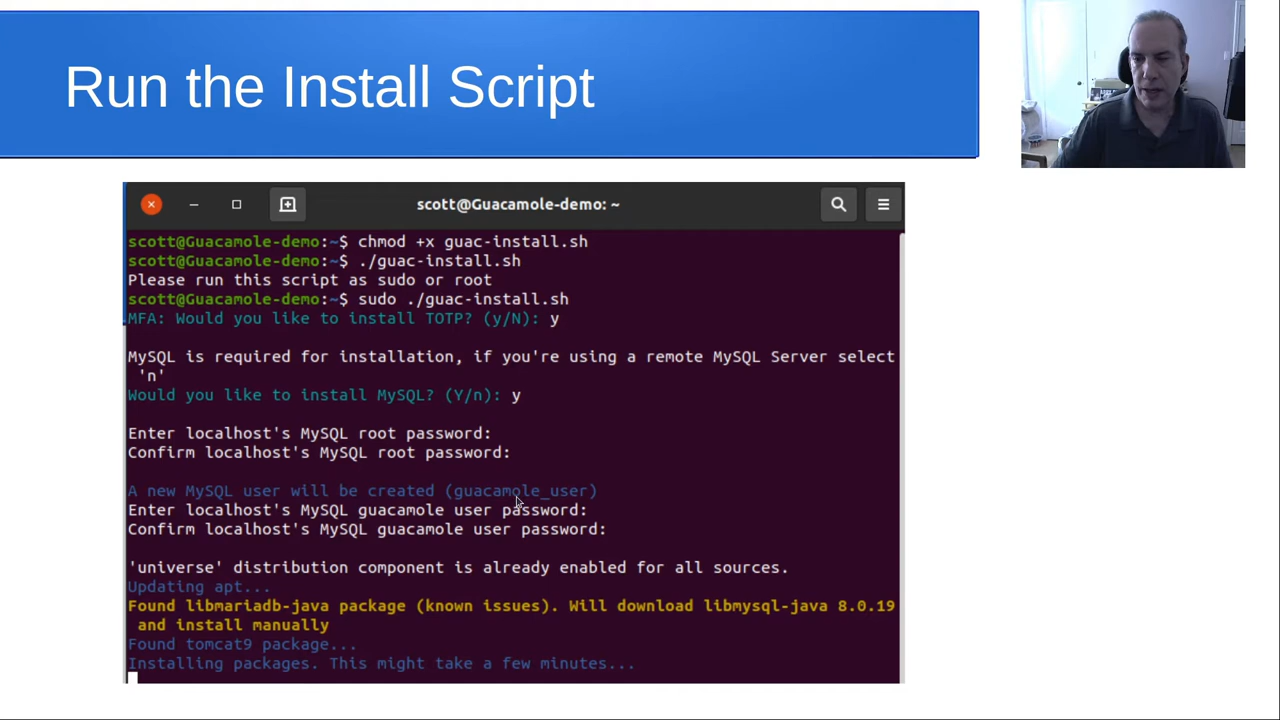 Run the Install Script
scott@Guacamole-demo: ~
scott@Guacamole-demo:~$ chmod +x guac-install.sh
scott@Guacamole-demo:~$ ./guac-install.sh
Please run this script as sudo or root
scott@Guacamole-demo:~$ sudo ./guac-install.sh
MFA: Would you like to install TOTP? (y/N): y
MySQL is required for installation, if you're using a remote MySQL Server select
'n'
Would you like to install MySQL? (Y/n): y
Enter localhost's MySQL root password:
Confirm localhost's MySQL root password:
A new MySQL user will be created (guacamole_user)
Enter localhost's MySQL guacamole user password:
Confirm localhost's MySQL guacamole user password:
'universe' distribution component is already enabled for all sources.
Updating apt...
Found libmariadb-java package (known issues). Will download libmysql-java 8.0.19
and install manually
Found tomcat9 package...
Installing packages. This might take a few minutes...